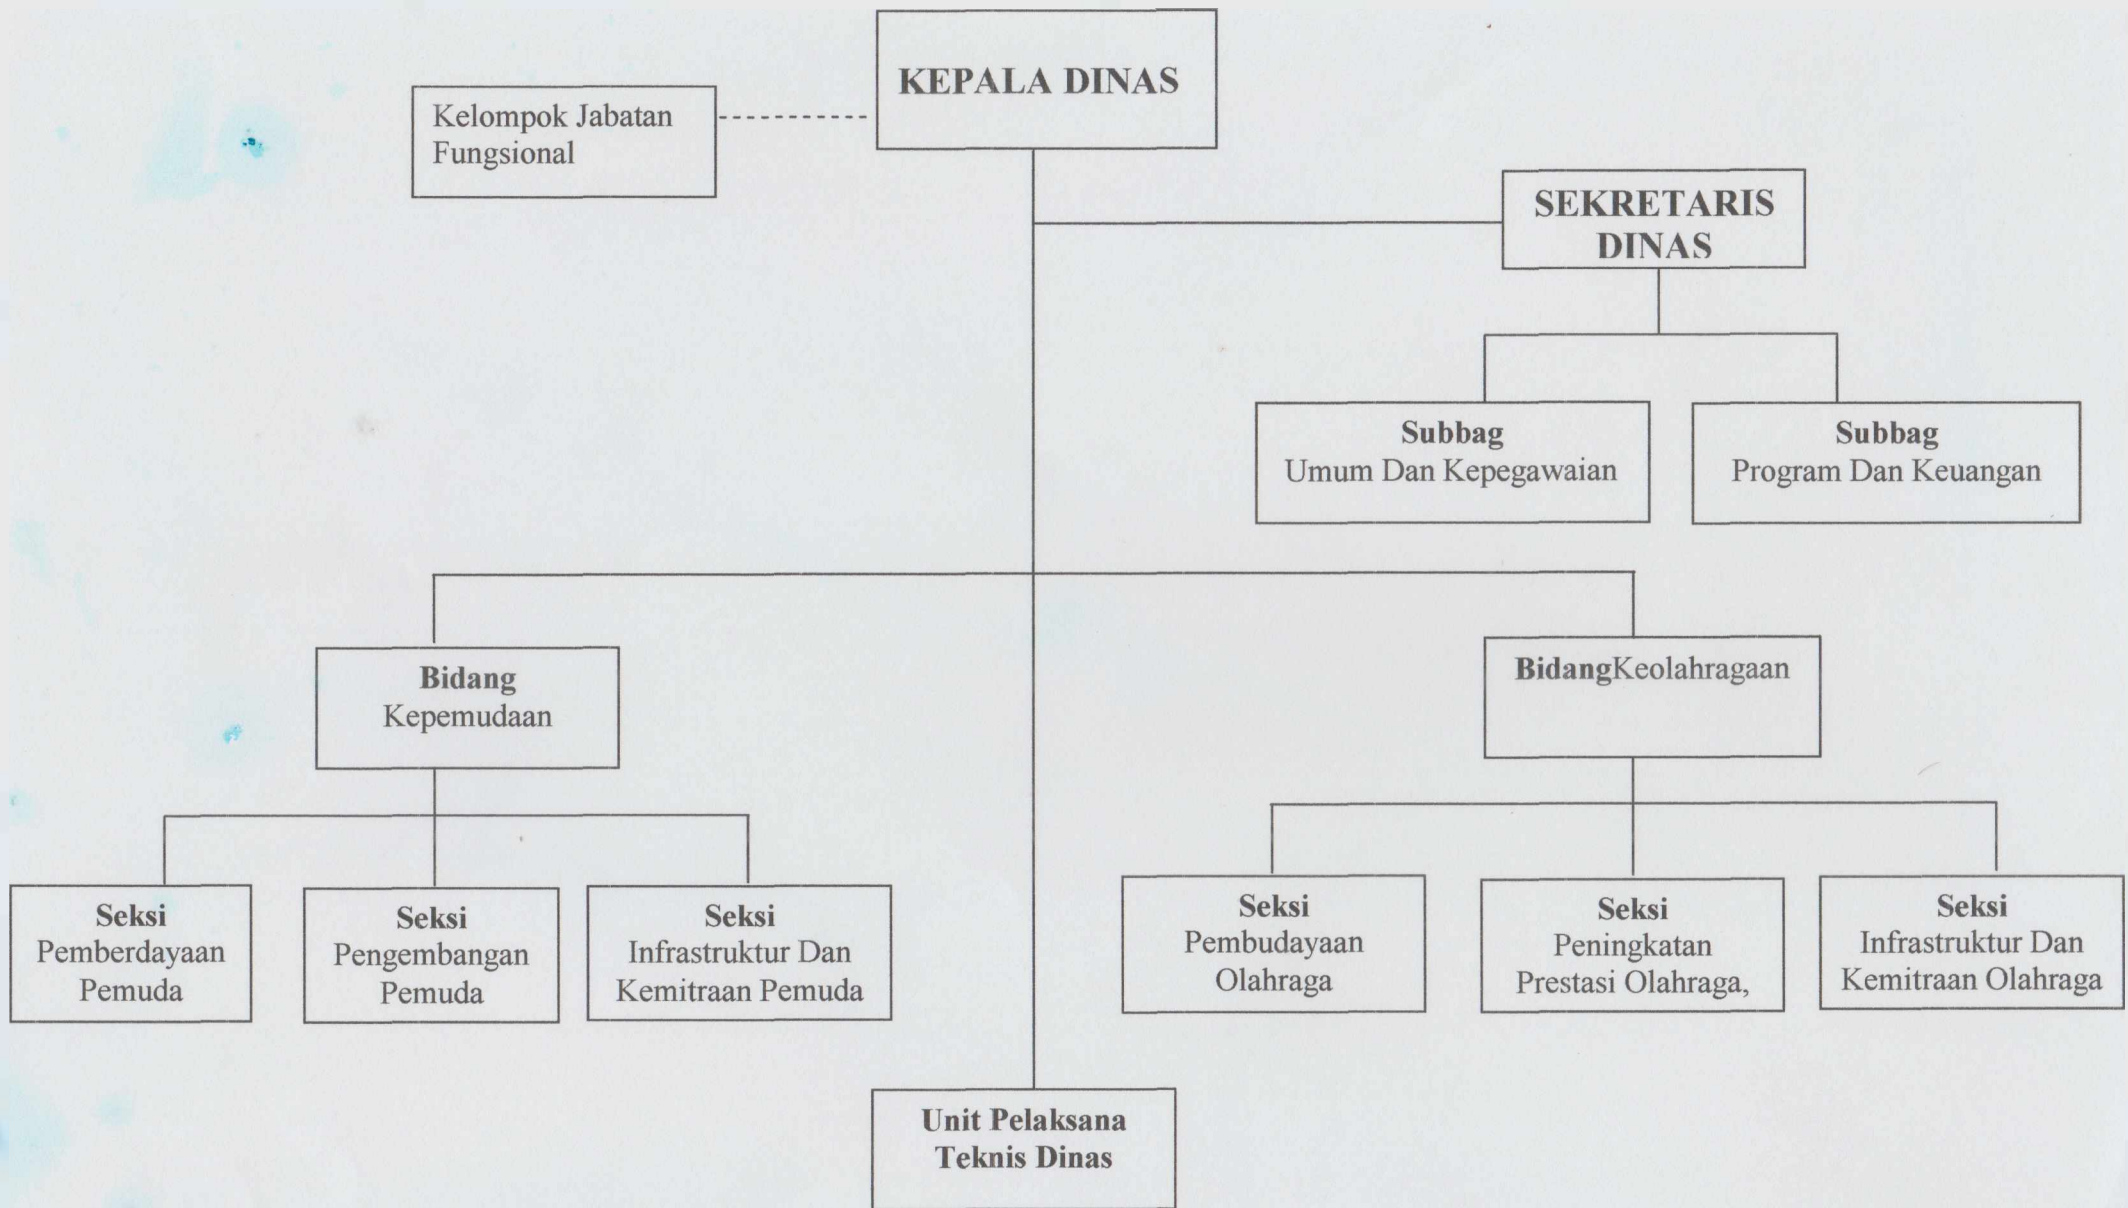 KEPALA DINAS
Kelompok Jabatan
Fungsional
SEKRETARIS
DINAS
Subbag
Umum Dan Kepegawaian
Subbag
Program Dan Keuangan
Bidang
Kepemudaan
BidangKeolahragaan
Seksi
Pemberdayaan
Pemuda
Seksi
Pengembangan
Pemuda
Seksi
Infrastruktur Dan
Kemitraan Pemuda
Seksi
Pembudayaan
Olahraga
Seksi
Peningkatan
Prestasi Olahraga,
Seksi
Infrastruktur Dan
Kemitraan Olahraga
Unit Pelaksana
Teknis Dinas